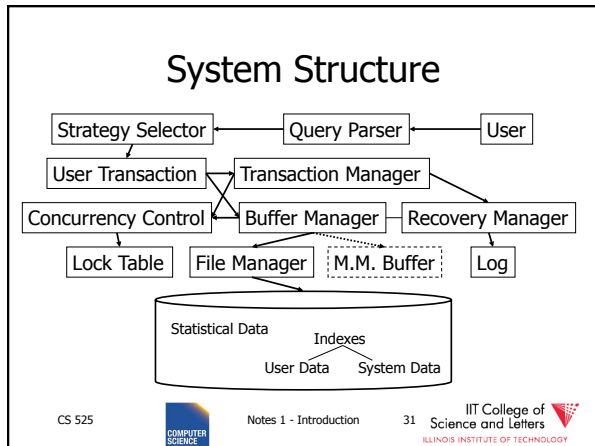 System Structure
Strategy Selector Query Parser User
User Transaction Transaction Manager
Concurrency Control Buffer Manager Recovery Manager
Lock Table File Manager M.M. Buffer Log
Statistical Data
Indexes
User Data System Data
CS 525 COMPUTER SCIENCE Notes 1 - Introduction 31 IIT College of Science and Letters
ILLINOIS INSTITUTE OF TECHNOLOGY